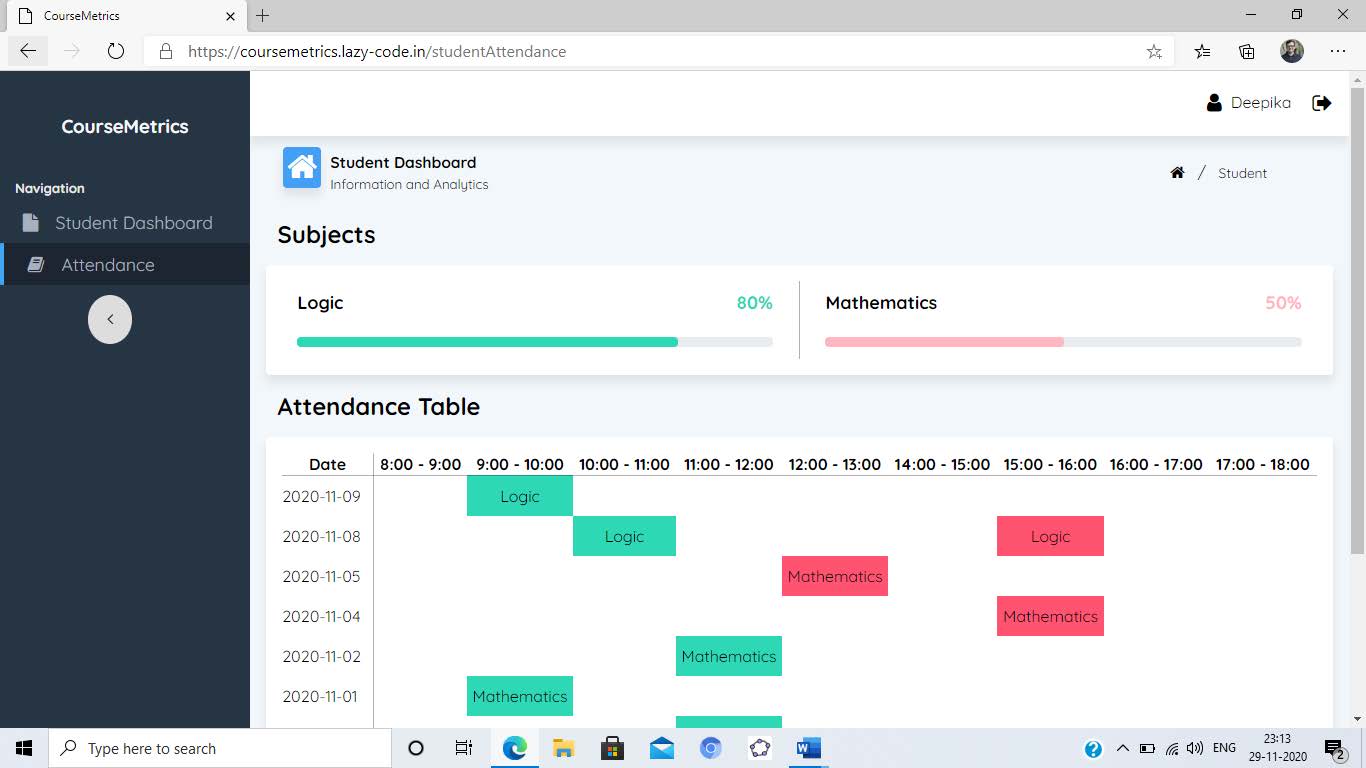 CourseMetrics
https://coursemetrics.lazy-code.in/studentAttendance
CourseMetrics
Deepika
Student Dashboard
Information and Analytics
/ Student
Navigation
Student Dashboard
Attendance
Subjects
Logic 80% Mathematics 50%
Attendance Table
Date 8:00 - 9:00 9:00 - 10:00 10:00 - 11:00 11:00 - 12:00 12:00 - 13:00 14:00 - 15:00 15:00 - 16:00 16:00 - 17:00 17:00 - 18:00
2020-11-09 Logic
2020-11-08 Logic Logic
2020-11-05 Mathematics
2020-11-04 Mathematics
2020-11-02 Mathematics
2020-11-01 Mathematics
Type here to search
ENG
23:13
29-11-2020
2